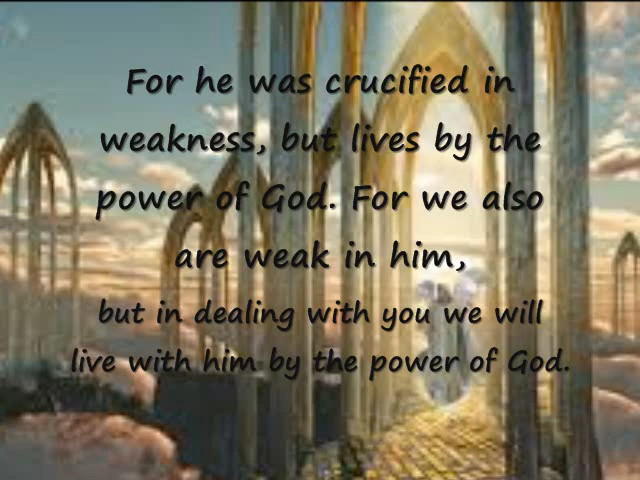 For he was crucified in
weakness, but lives by the
power of God. For we also
are weak in him,
but in dealing with you we will
live with him by the power of God.